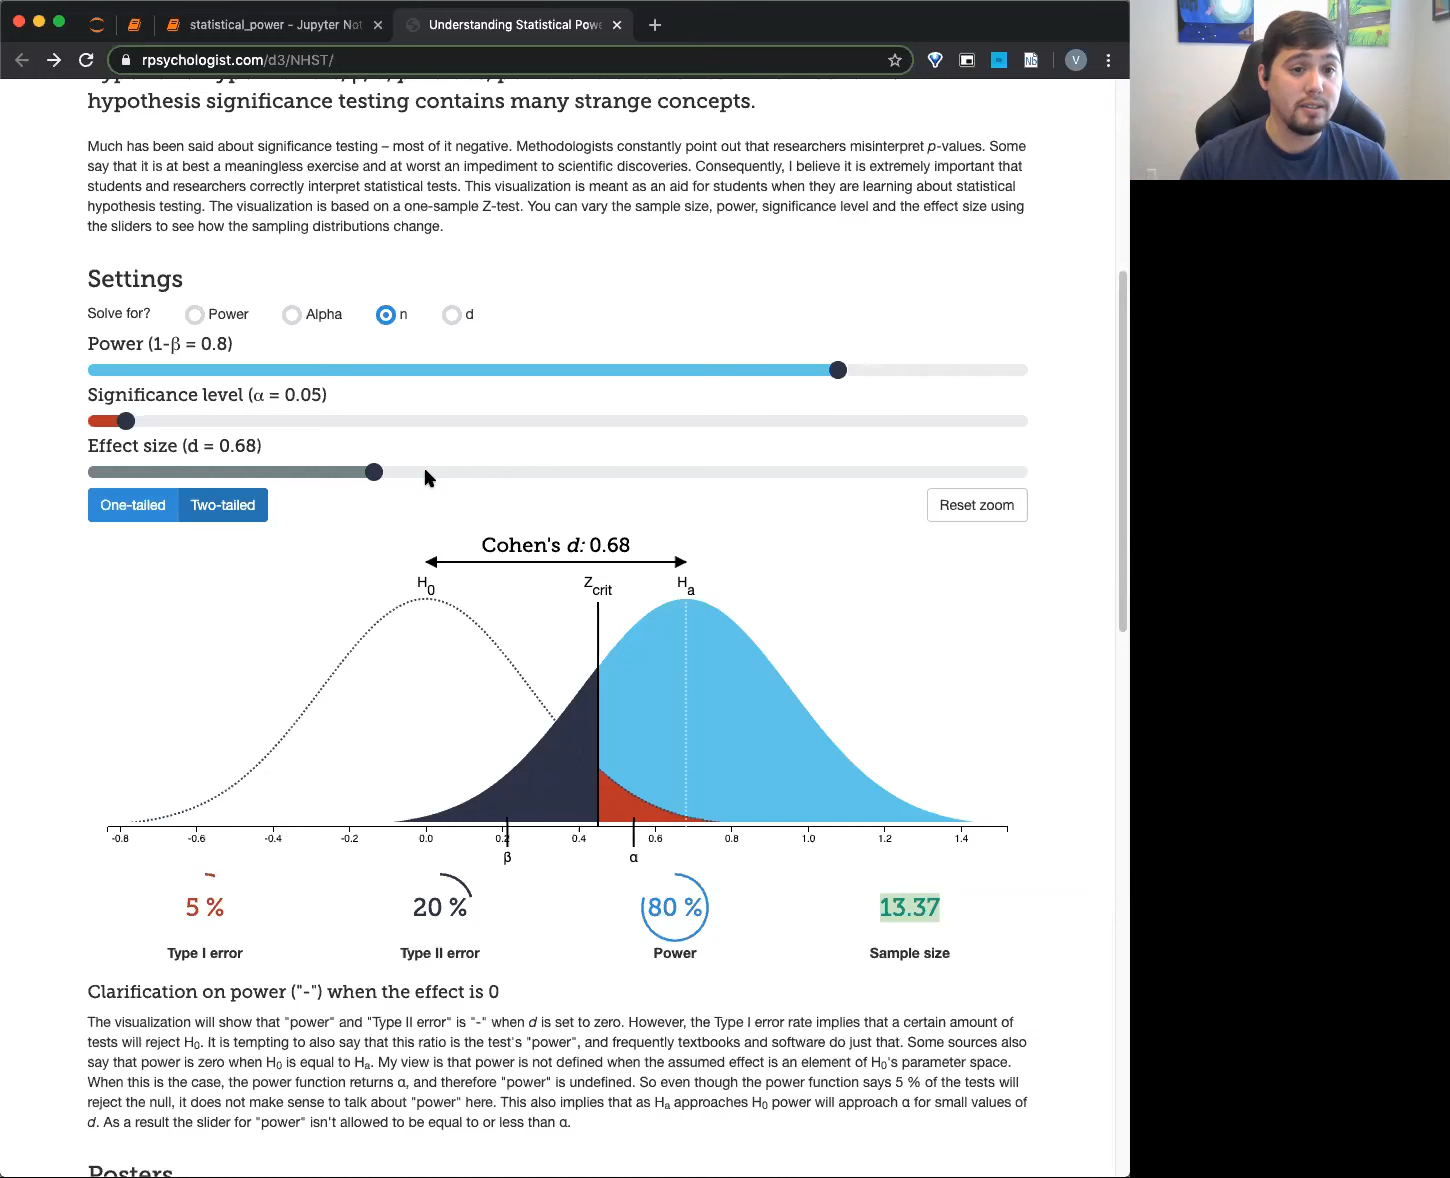 statistical_power - Jupyter Not
Understanding Statistical Powe
rpsychologist.com/d3/NHST/
V
hypothesis significance testing contains many strange concepts.
Much has been said about significance testing – most of it negative. Methodologists constantly point out that researchers misinterpret p-values. Some
say that it is at best a meaningless exercise and at worst an impediment to scientific discoveries. Consequently, I believe it is extremely important that
students and researchers correctly interpret statistical tests. This visualization is meant as an aid for students when they are learning about statistical
hypothesis testing. The visualization is based on a one-sample Z-test. You can vary the sample size, power, significance level and the effect size using
the sliders to see how the sampling distributions change.
Settings
Solve for? Power Alpha n d
Power (1-β = 0.8)
Significance level (α = 0.05)
Effect size (d = 0.68)
One-tailed Two-tailed Reset zoom
Cohen's d: 0.68
H0 Zcrit Ha
-0.8 -0.6 -0.4 -0.2 0.0 0.2 0.4 0.6 0.8 1.0 1.2 1.4
β α
5 % 20 % 80 % 13.37
Type I error Type II error Power Sample size
Clarification on power ("-") when the effect is 0
The visualization will show that "power" and "Type II error" is "-" when d is set to zero. However, the Type I error rate implies that a certain amount of
tests will reject H0. It is tempting to also say that this ratio is the test's "power", and frequently textbooks and software do just that. Some sources also
say that power is zero when H0 is equal to Ha. My view is that power is not defined when the assumed effect is an element of H0's parameter space.
When this is the case, the power function returns α, and therefore "power" is undefined. So even though the power function says 5 % of the tests will
reject the null, it does not make sense to talk about "power" here. This also implies that as Ha approaches H0 power will approach α for small values of
d. As a result the slider for "power" isn't allowed to be equal to or less than α.
Posters